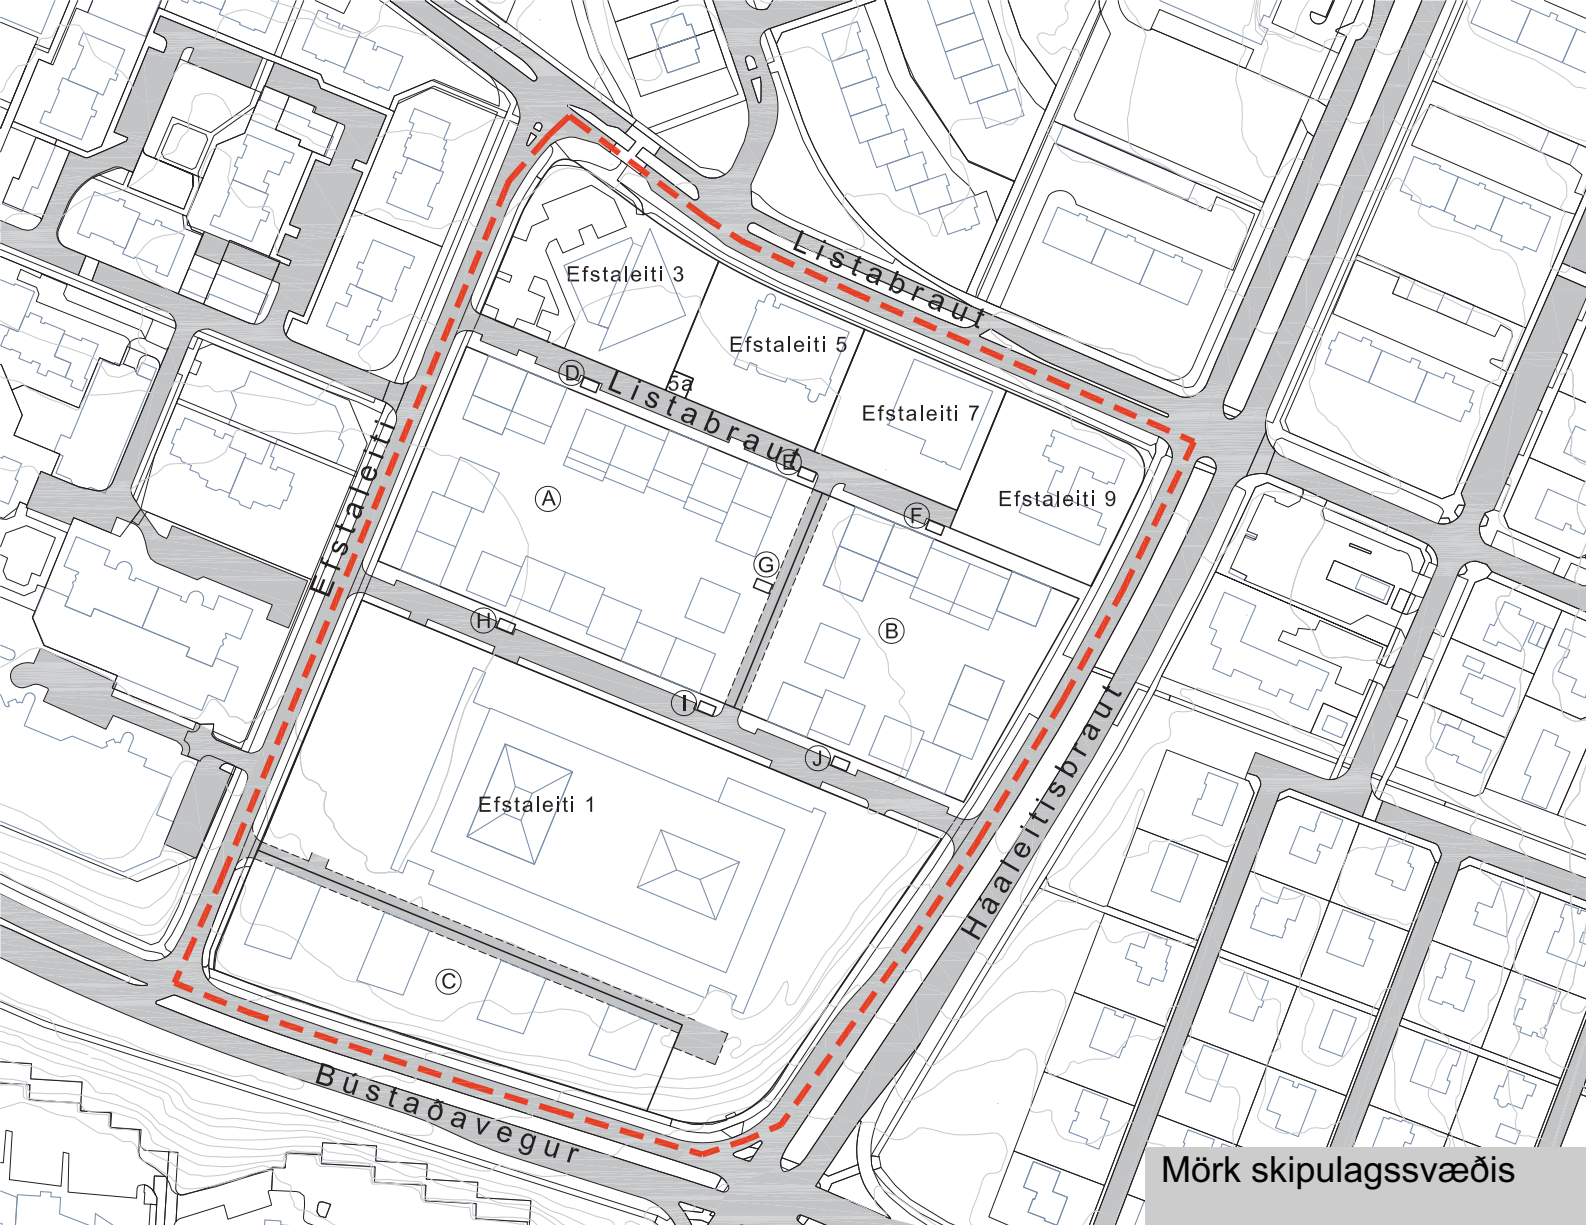 Listabraut
Efstaleiti 3
Efstaleiti 5
5a
D
Listabraut
Efstaleiti 7
E
Efstaleiti
A
Efstaleiti 9
F
G
H
B
I
J
Háaleitisbraut
Efstaleiti 1
C
Bústaðavegur
Mörk skipulagssvæðis